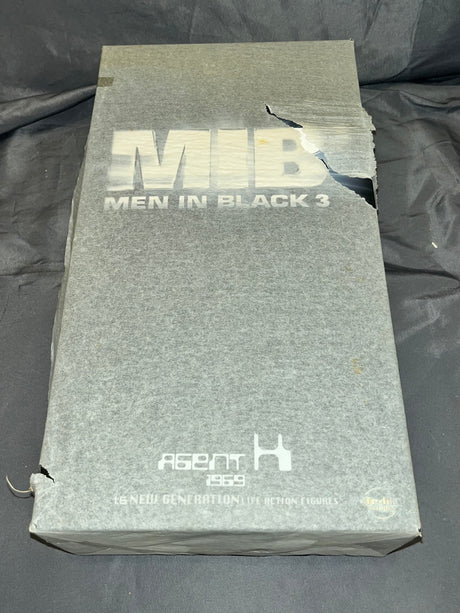 MIB
MEN IN BLACK 3
AGENT K
1969
1:6 NEW GENERATION LIFE ACTION FIGURES